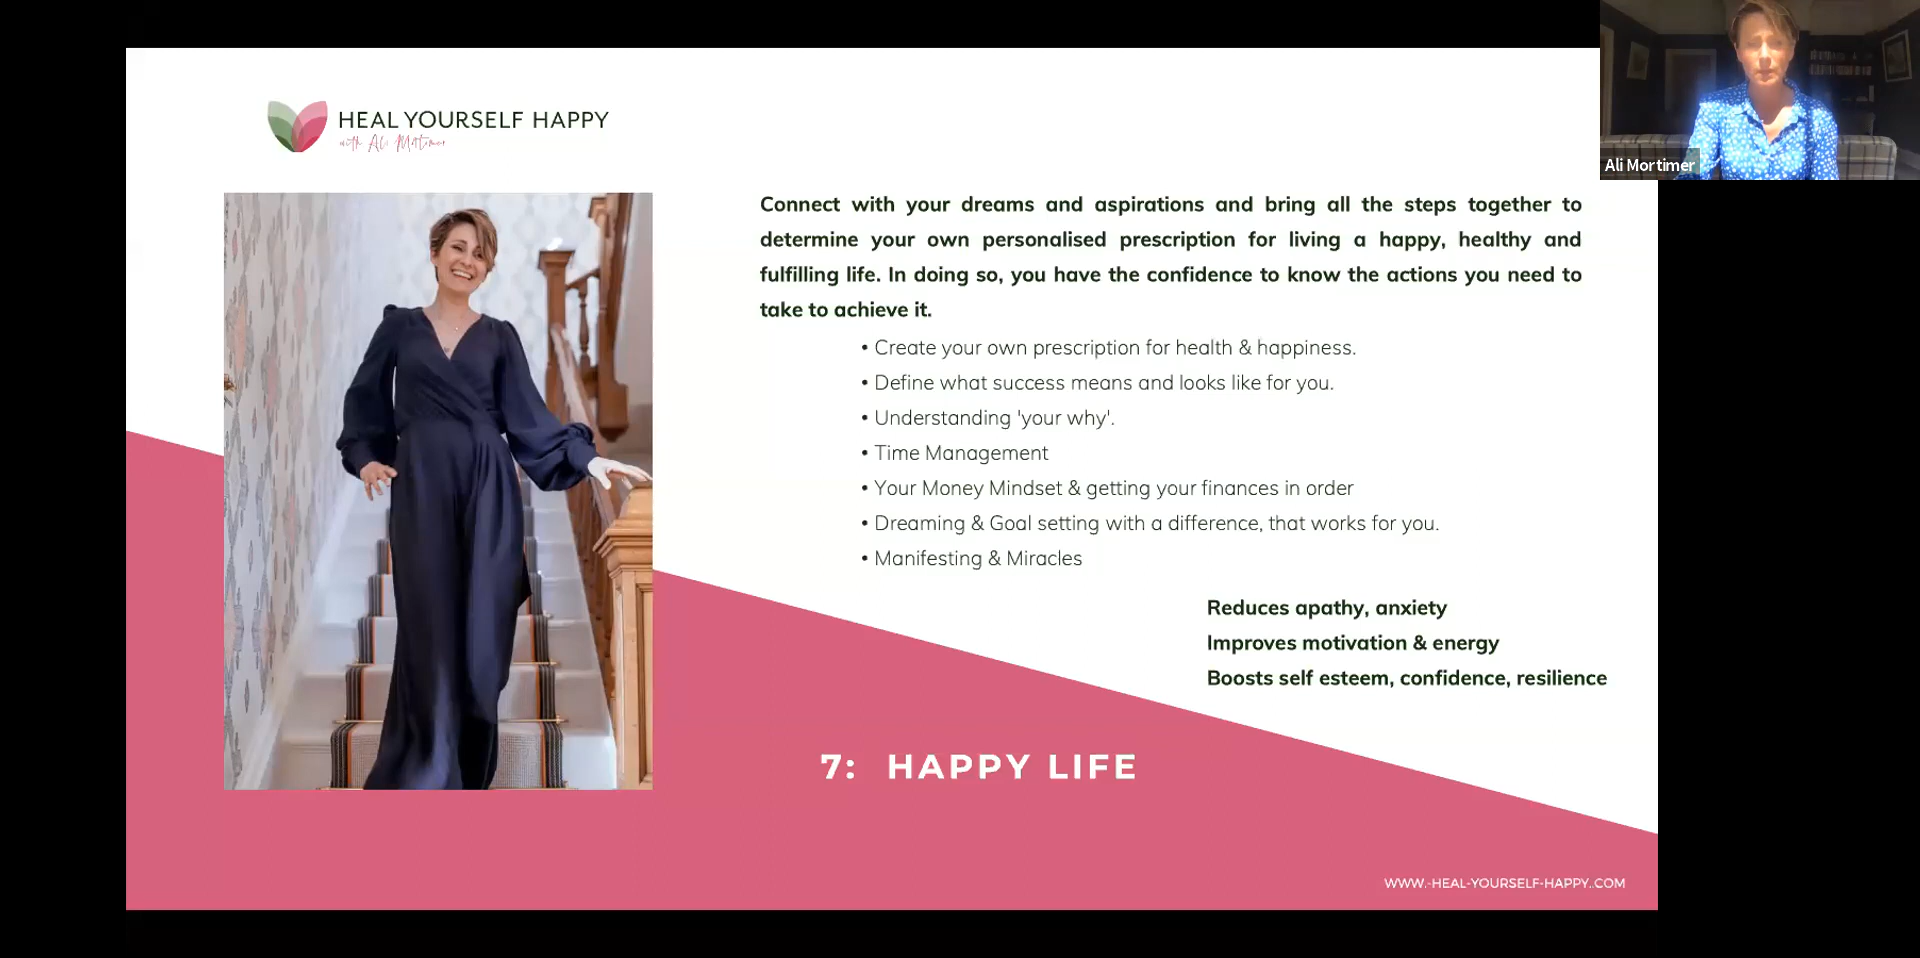 HEAL YOURSELF HAPPY
with Ali Mortimer
Ali Mortimer
Connect with your dreams and aspirations and bring all the steps together to
determine your own personalised prescription for living a happy, healthy and
fulfilling life. In doing so, you have the confidence to know the actions you need to
take to achieve it.
• Create your own prescription for health & happiness.
• Define what success means and looks like for you.
• Understanding 'your why'.
• Time Management
• Your Money Mindset & getting your finances in order
• Dreaming & Goal setting with a difference, that works for you.
• Manifesting & Miracles
Reduces apathy, anxiety
Improves motivation & energy
Boosts self esteem, confidence, resilience
7: HAPPY LIFE
WWW.-HEAL-YOURSELF-HAPPY..COM